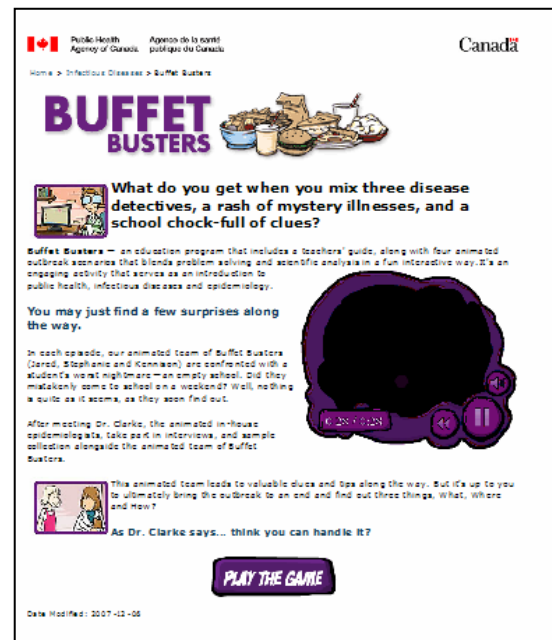 Public Health Agence de la santé
Agency of Canada publique du Canada
Canada
Home > Infectious Diseases > Buffet Busters
BUFFET
BUSTERS
What do you get when you mix three disease
detectives, a rash of mystery illnesses, and a
school chock-full of clues?
Buffet Busters — an education program that includes a teachers' guide, along with four animated
outbreak scenarios that blends problem solving and scientific analysis in a fun interactive way. It's an
engaging activity that serves as an introduction to
public health, infectious diseases and epidemiology.
You may just find a few surprises along
the way.
In each episode, our animated team of Buffet Busters
(Jared, Stephanie and Kennison) are confronted with a
student's worst nightmare — an empty school. Did they
mistakenly come to school on a weekend? Well, nothing
is quite as it seems, as they soon find out.
After meeting Dr. Clarke, the animated in-house
epidemiologists, take part in interviews, and sample
collection alongside the animated team of Buffet
Busters.
0:28/0:28
This animated team leads to valuable clues and tips along the way. But it's up to you
to ultimately bring the outbreak to an end and find out three things, What, Where
and How?
As Dr. Clarke says... think you can handle it?
PLAY THE GAME
Date Modified: 2007-12-06